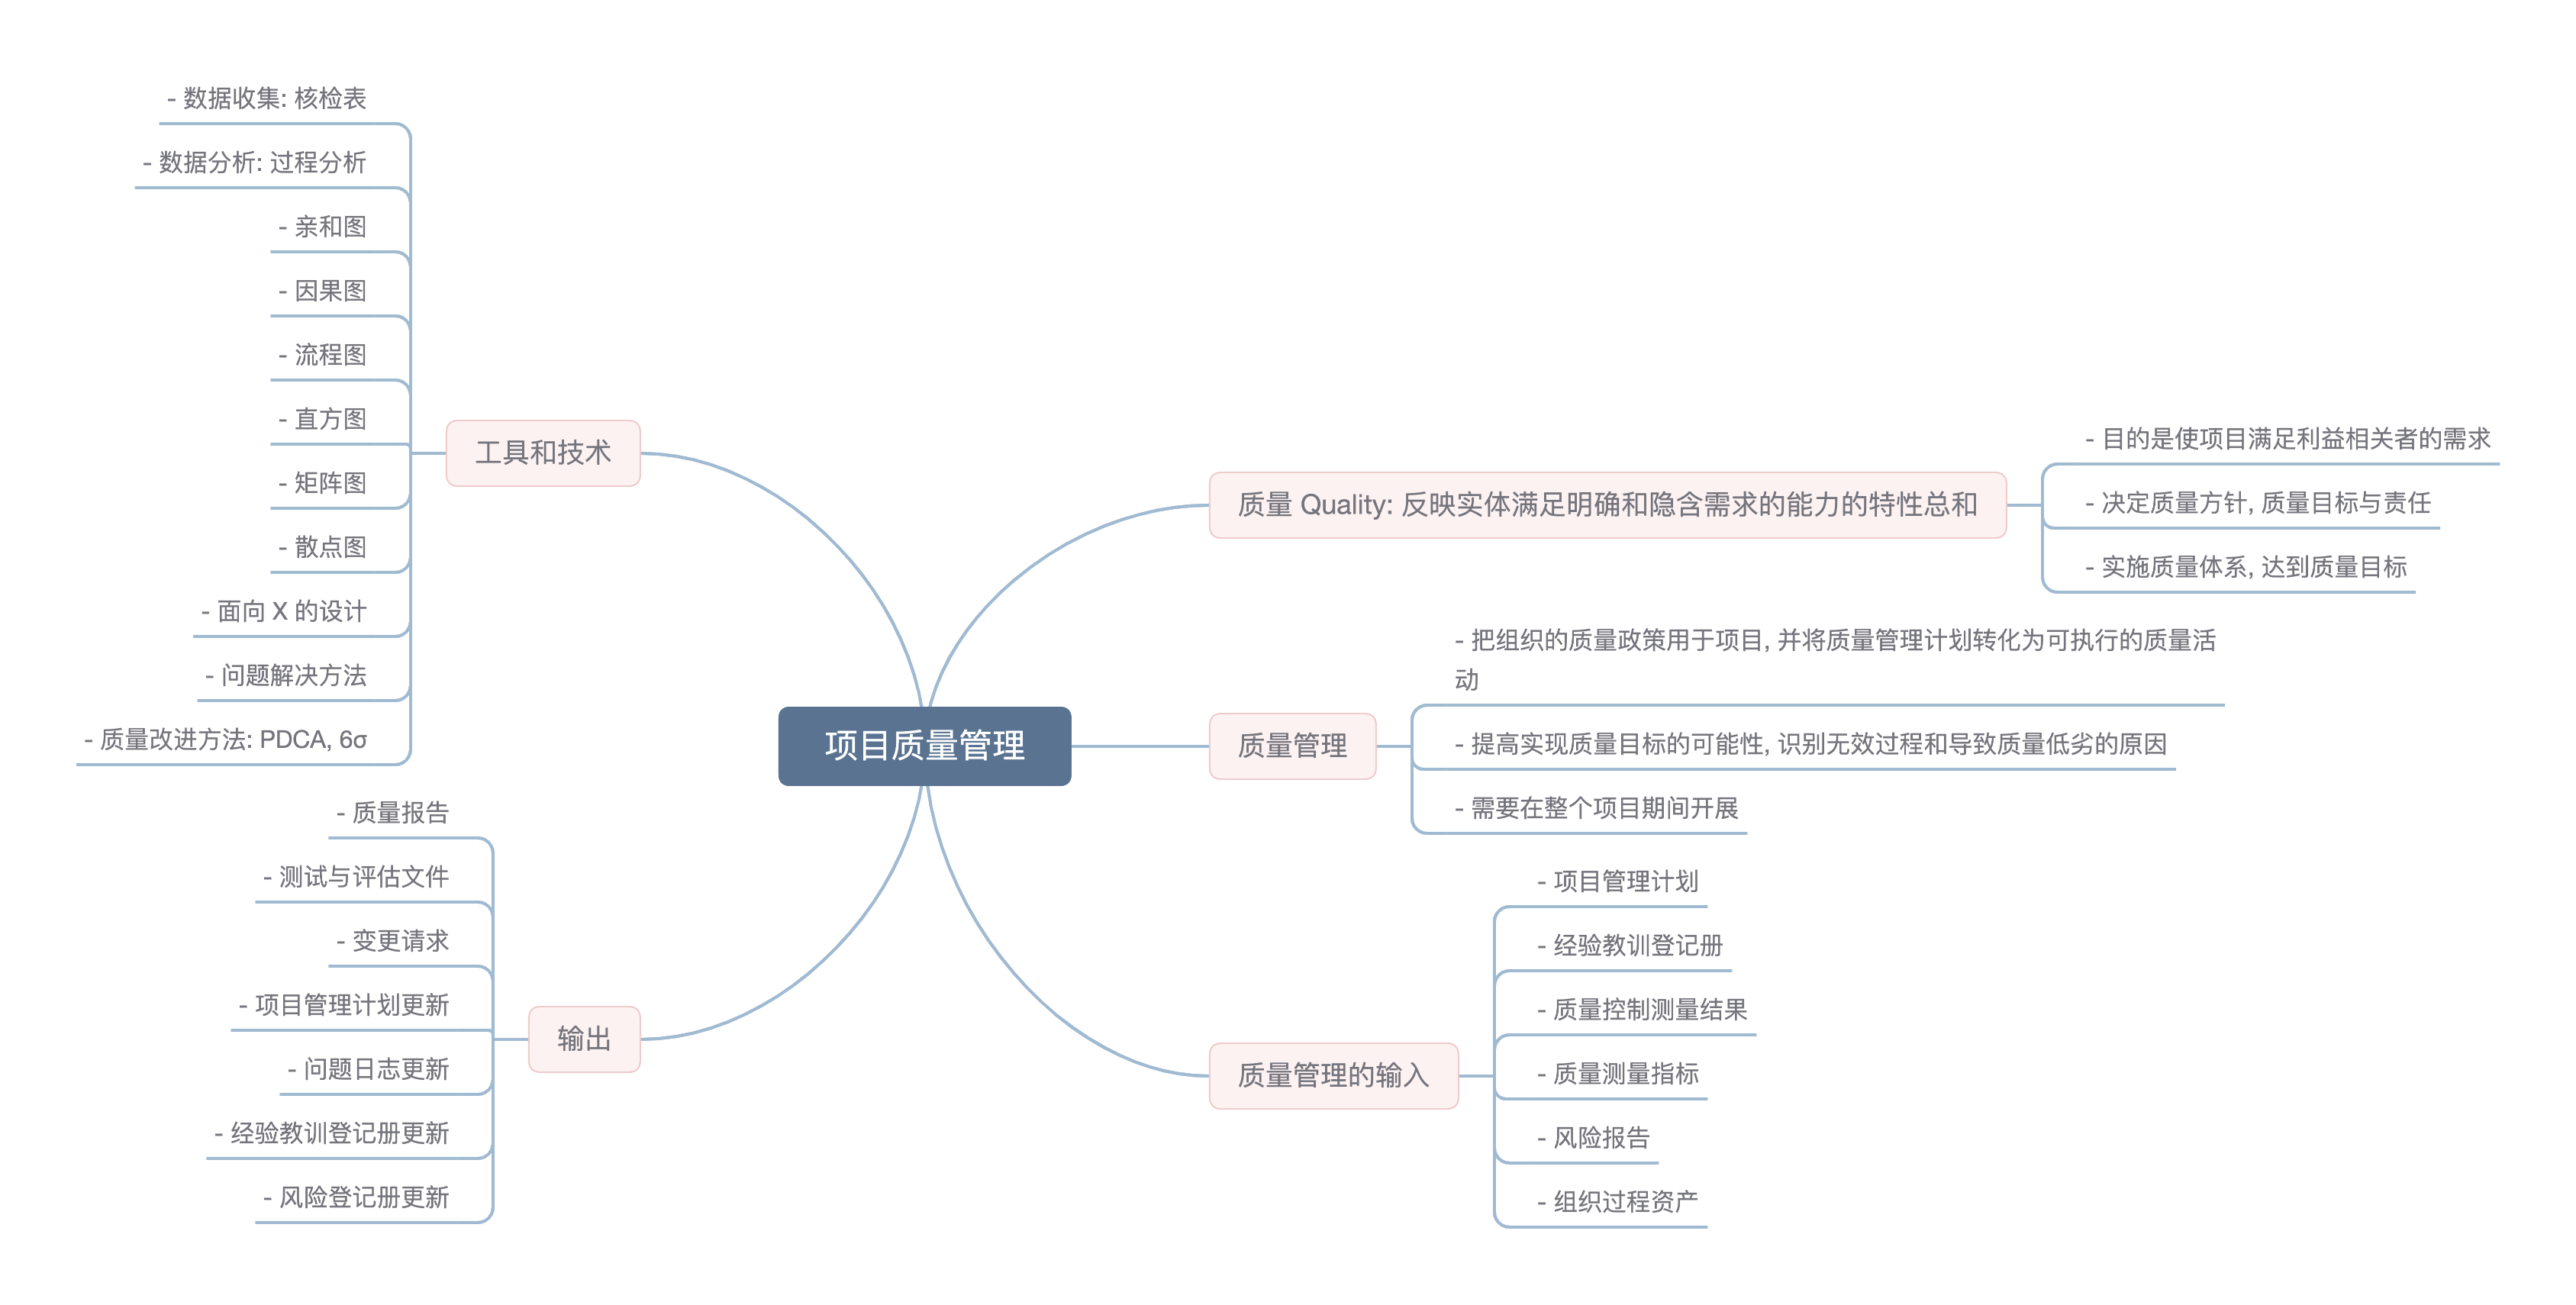 项目质量管理
质量 Quality: 反映实体满足明确和隐含需求的能力的特性总和
- 目的是使项目满足利益相关者的需求
- 决定质量方针, 质量目标与责任
- 实施质量体系, 达到质量目标
质量管理
- 把组织的质量政策用于项目, 并将质量管理计划转化为可执行的质量活
动
- 提高实现质量目标的可能性, 识别无效过程和导致质量低劣的原因
- 需要在整个项目期间开展
质量管理的输入
- 项目管理计划
- 经验教训登记册
- 质量控制测量结果
- 质量测量指标
- 风险报告
- 组织过程资产
工具和技术
- 数据收集: 核检表
- 数据分析: 过程分析
- 亲和图
- 因果图
- 流程图
- 直方图
- 矩阵图
- 散点图
- 面向 X 的设计
- 问题解决方法
- 质量改进方法: PDCA, 6σ
输出
- 质量报告
- 测试与评估文件
- 变更请求
- 项目管理计划更新
- 问题日志更新
- 经验教训登记册更新
- 风险登记册更新